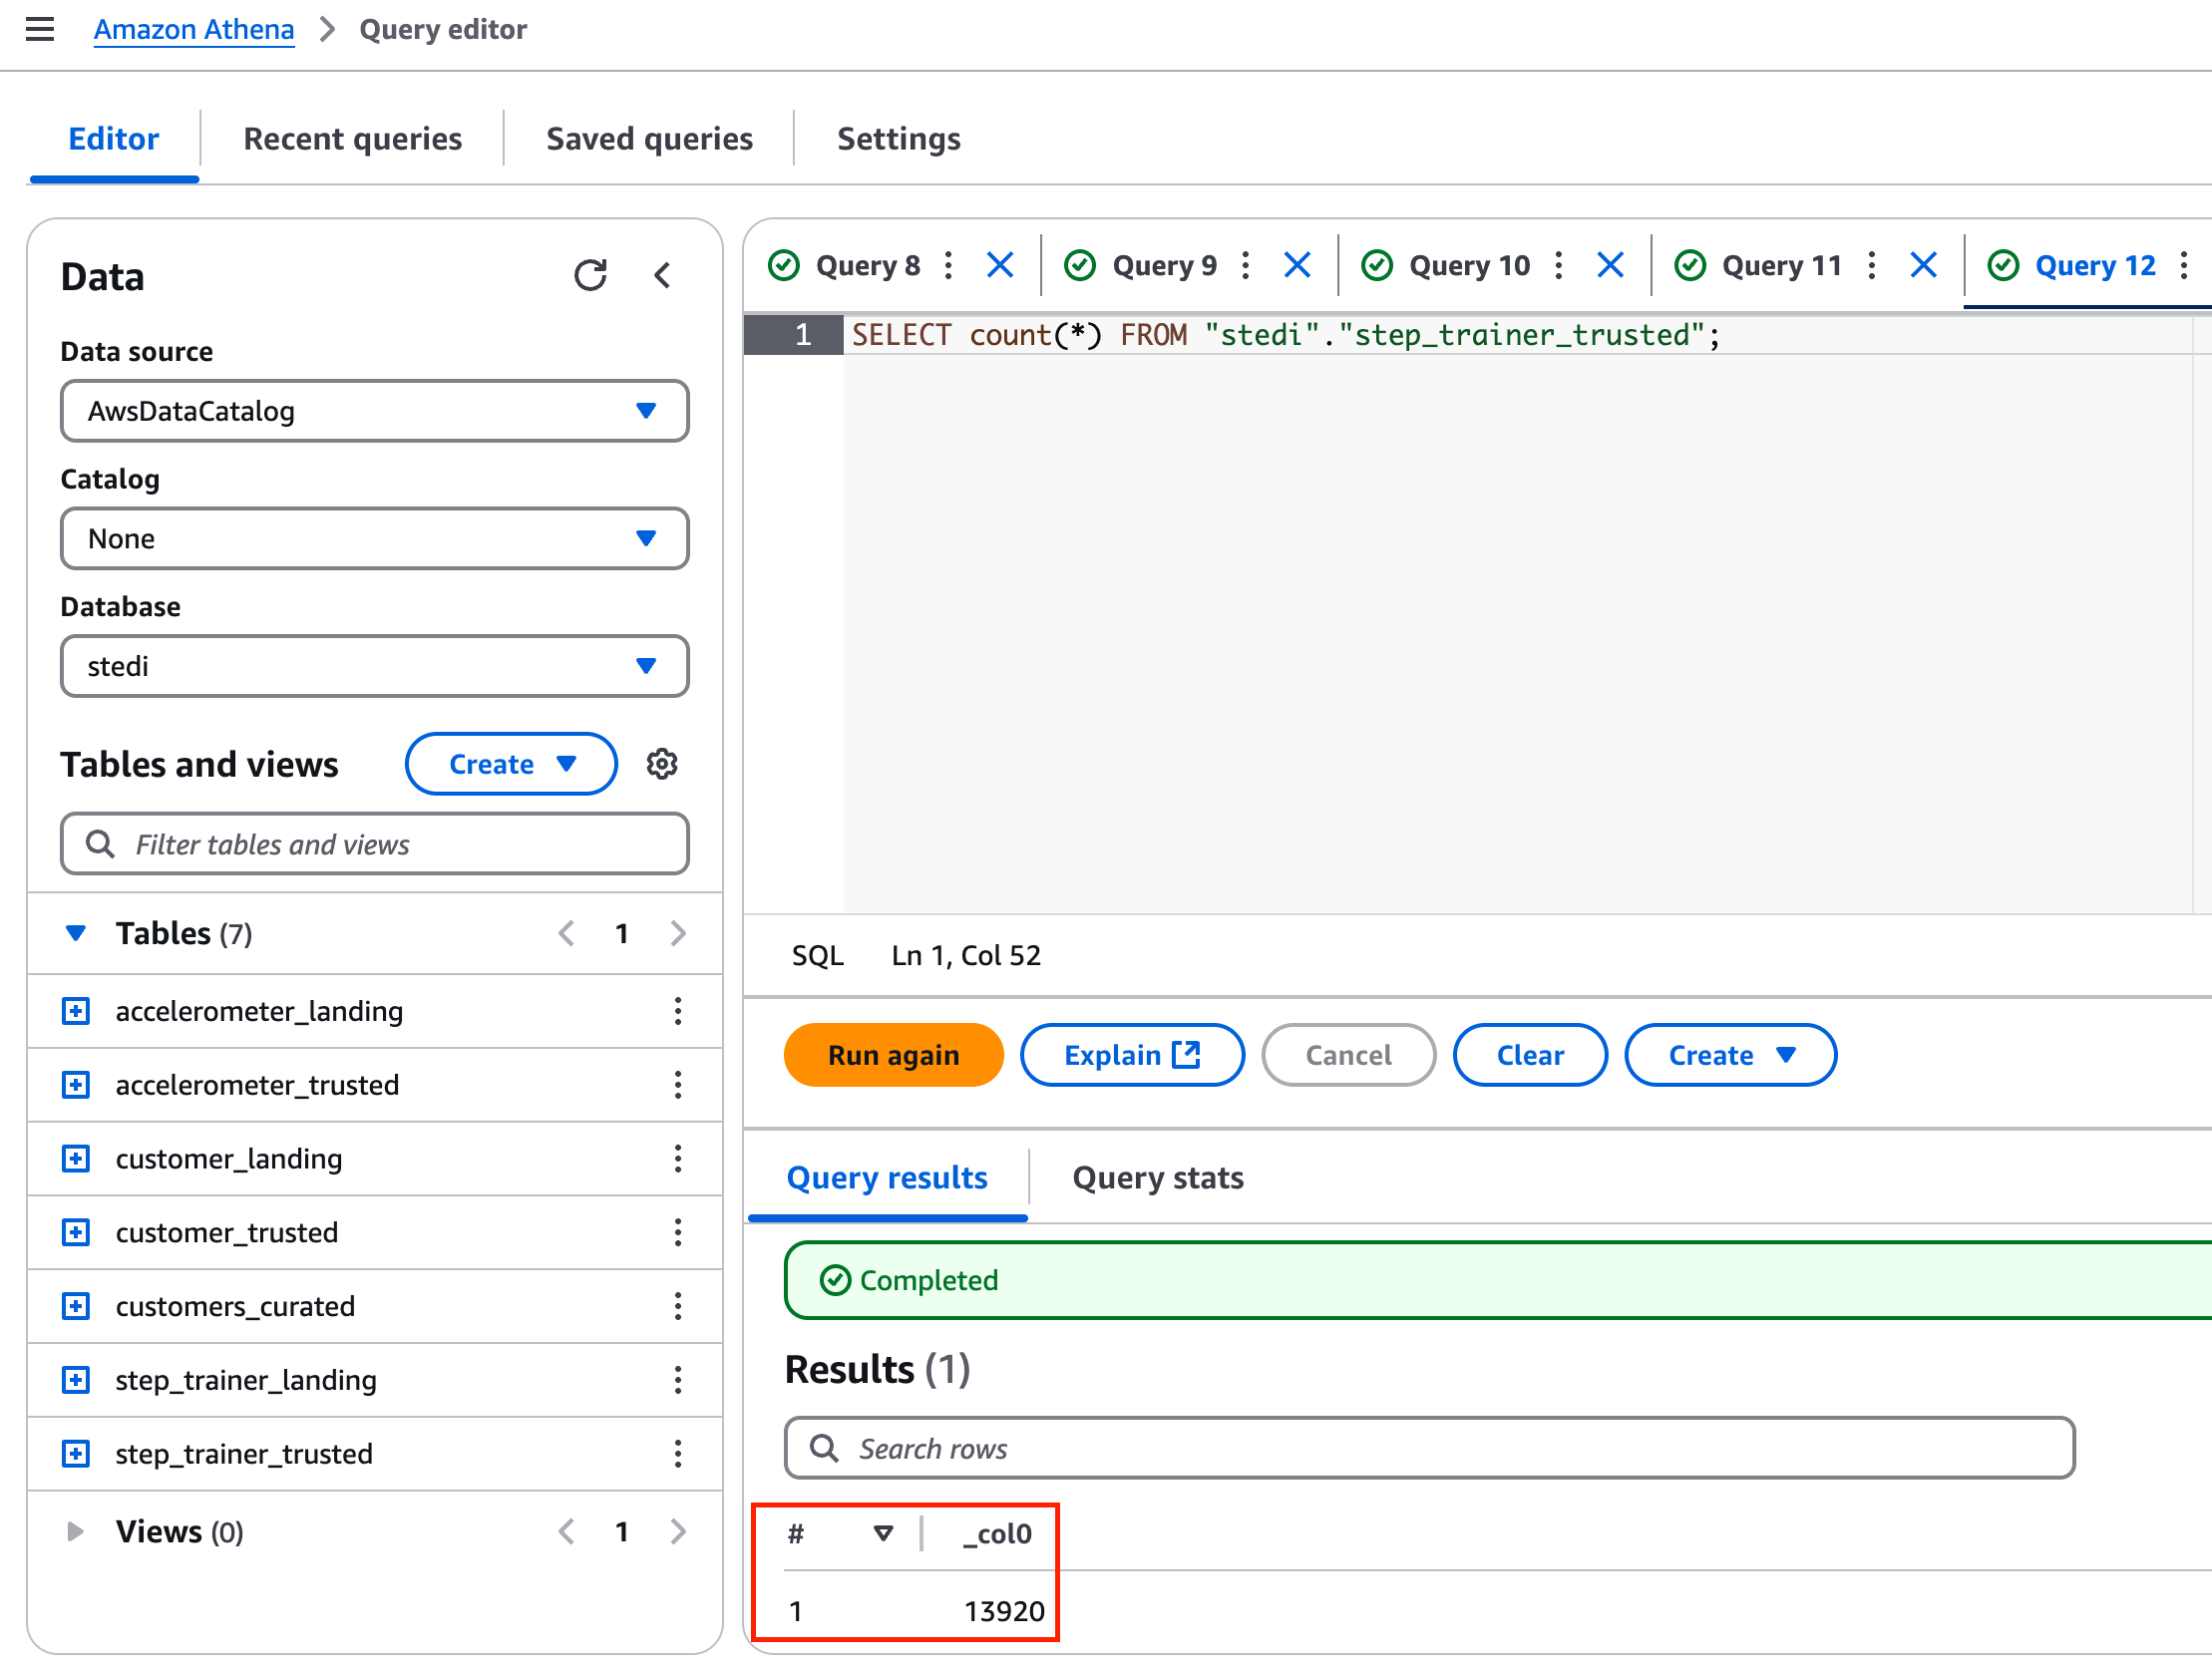 Amazon Athena > Query editor
Editor Recent queries Saved queries Settings
Data
Data source
AwsDataCatalog
Catalog
None
Database
stedi
Tables and views Create
Filter tables and views
Tables (7) 1
accelerometer_landing
accelerometer_trusted
customer_landing
customer_trusted
customers_curated
step_trainer_landing
step_trainer_trusted
Views (0) 1
Query 8 Query 9 Query 10 Query 11 Query 12
1 SELECT count(*) FROM "stedi"."step_trainer_trusted";
SQL Ln 1, Col 52
Run again Explain Cancel Clear Create
Query results Query stats
Completed
Results (1)
Search rows
# _col0
1 13920